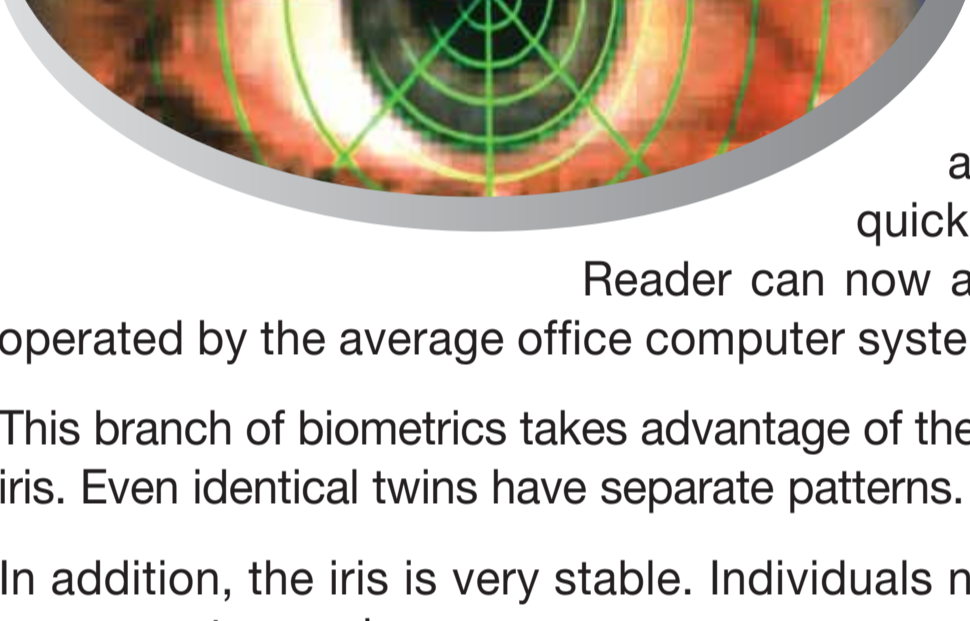 a
quick
Reader can now a
operated by the average office computer syste
This branch of biometrics takes advantage of the
iris. Even identical twins have separate patterns.
In addition, the iris is very stable. Individuals n